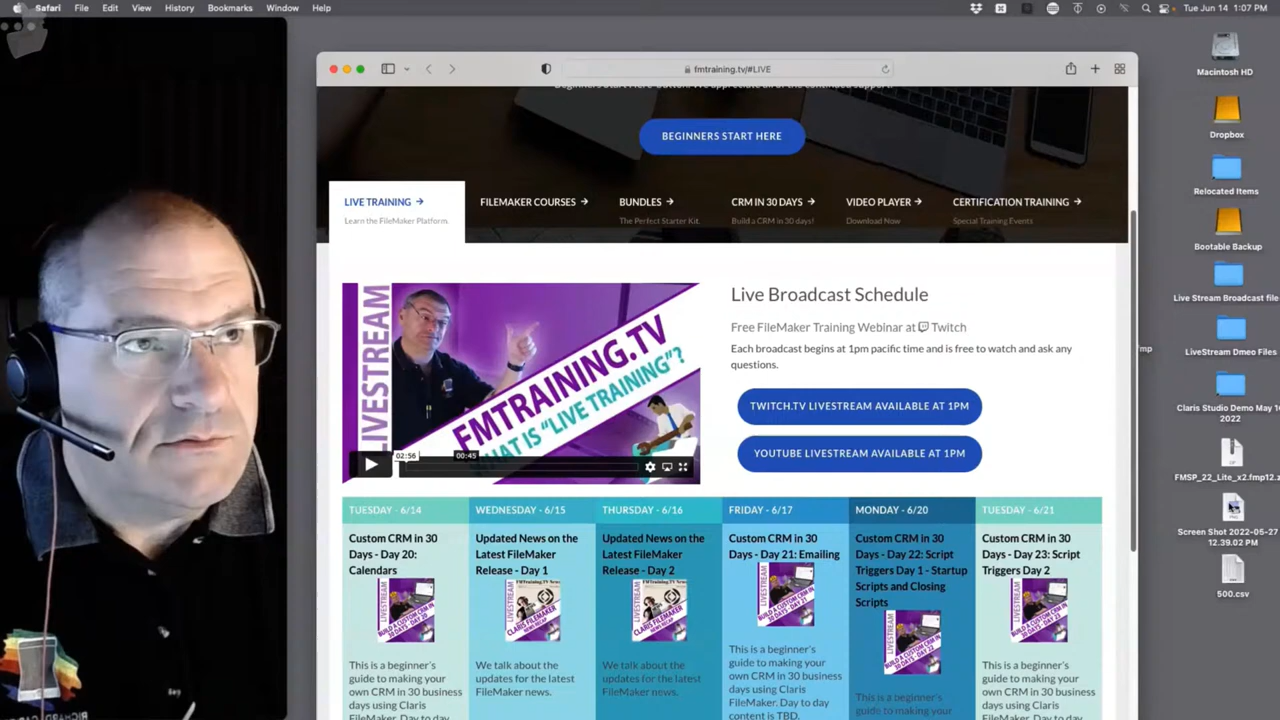 Safari File Edit View History Bookmarks Window Help
Tue Jun 14 1:07 PM
fmtraining.tv/#LIVE
BEGINNERS START HERE
LIVE TRAINING →
Learn the FileMaker Platform.
FILEMAKER COURSES →
BUNDLES →
The Perfect Starter Kit.
CRM IN 30 DAYS →
Build a CRM in 30 days!
VIDEO PLAYER →
Download Now
CERTIFICATION TRAINING →
Special Training Events
LIVESTREAM
FMTRAINING.TV
WHAT IS "LIVE TRAINING"?
02:56
00:45
Live Broadcast Schedule
Free FileMaker Training Webinar at Twitch
Each broadcast begins at 1pm pacific time and is free to watch and ask any
questions.
TWITCH.TV LIVESTREAM AVAILABLE AT 1PM
YOUTUBE LIVESTREAM AVAILABLE AT 1PM
TUESDAY - 6/14
Custom CRM in 30
Days - Day 20:
Calendars
This is a beginner's
guide to making your
own CRM in 30 business
days using Claris
FileMaker. Day to day
WEDNESDAY - 6/15
Updated News on the
Latest FileMaker
Release - Day 1
We talk about the
updates for the latest
FileMaker news.
THURSDAY - 6/16
Updated News on the
Latest FileMaker
Release - Day 2
We talk about the
updates for the latest
FileMaker news.
FRIDAY - 6/17
Custom CRM in 30
Days - Day 21: Emailing
This is a beginner's
guide to making your
own CRM in 30 business
days using Claris
FileMaker. Day to day
content is TBD.
MONDAY - 6/20
Custom CRM in 30
Days - Day 22: Script
Triggers Day 1 - Startup
Scripts and Closing
Scripts
This is a beginner's
guide to making your
TUESDAY - 6/21
Custom CRM in 30
Days - Day 23: Script
Triggers Day 2
This is a beginner's
guide to making your
own CRM in 30 business
days using Claris
FileMaker. Day to day
Macintosh HD
Dropbox
Relocated Items
Bootable Backup
Live Stream Broadcast file
LiveStream Dmeo Files
Claris Studio Demo May 1
2022
FMSP_22_Lite_x2.fmp12.z
Screen Shot 2022-05-27
12.39.02 PM
500.csv